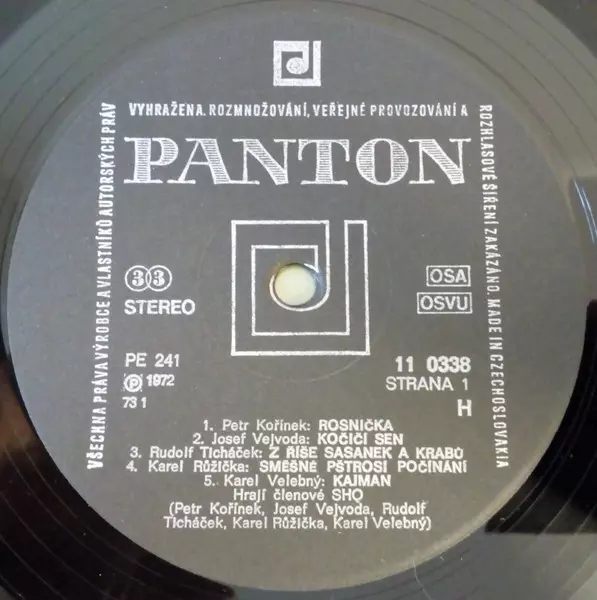 VŠECHNA PRÁVA VÝROBCE A VLASTNÍKŮ AUTORSKÝCH PRÁV
VYHRAŽENA. ROZMNOŽOVÁNÍ, VEŘEJNÉ PROVOZOVÁNÍ A
ROZHLASOVÉ ŠÍŘENÍ ZAKÁZÁNO. MADE IN CZECHOSLOVAKIA
PANTON
33
STEREO
OSA
OSVU
PE 241
Ⓟ 1972
73 1
11 0338
STRANA 1
H
1. Petr Kořínek: ROSNIČKA
2. Josef Vejvoda: KOČIČÍ SEN
3. Rudolf Ticháček: Z ŘÍŠE SASANEK A KRABŮ
4. Karel Růžička: SMĚŠNÉ PŠTROSÍ POČÍNÁNÍ
5. Karel Velebný: KAJMAN
Hrají členové SHQ
(Petr Kořínek, Josef Vejvoda, Rudolf
Ticháček, Karel Růžička, Karel Velebný)